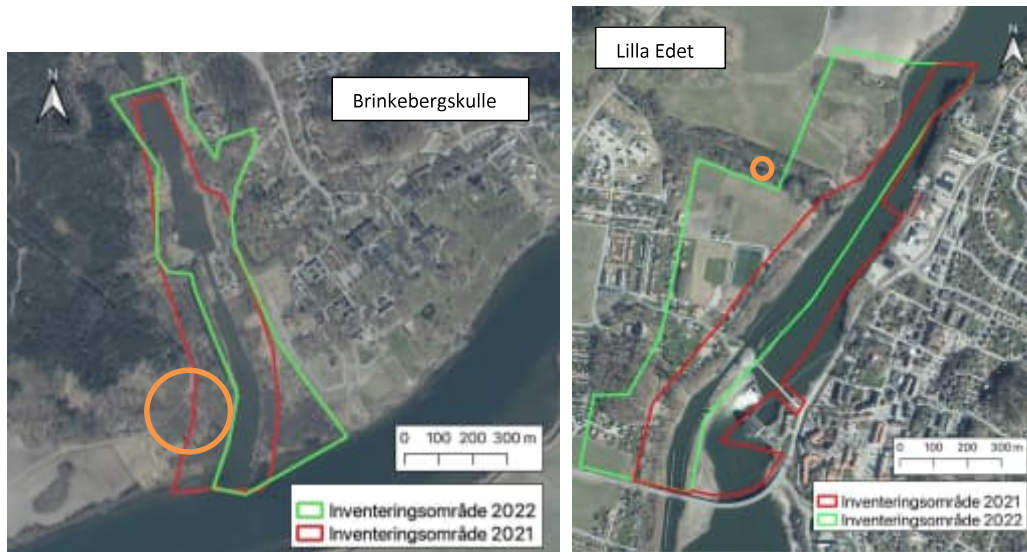 Brinkebergskulle
N
0 100 200 300 m
Inventeringsområde 2022
Inventeringsområde 2021
Lilla Edet
N
0 100 200 300 m
Inventeringsområde 2021
Inventeringsområde 2022